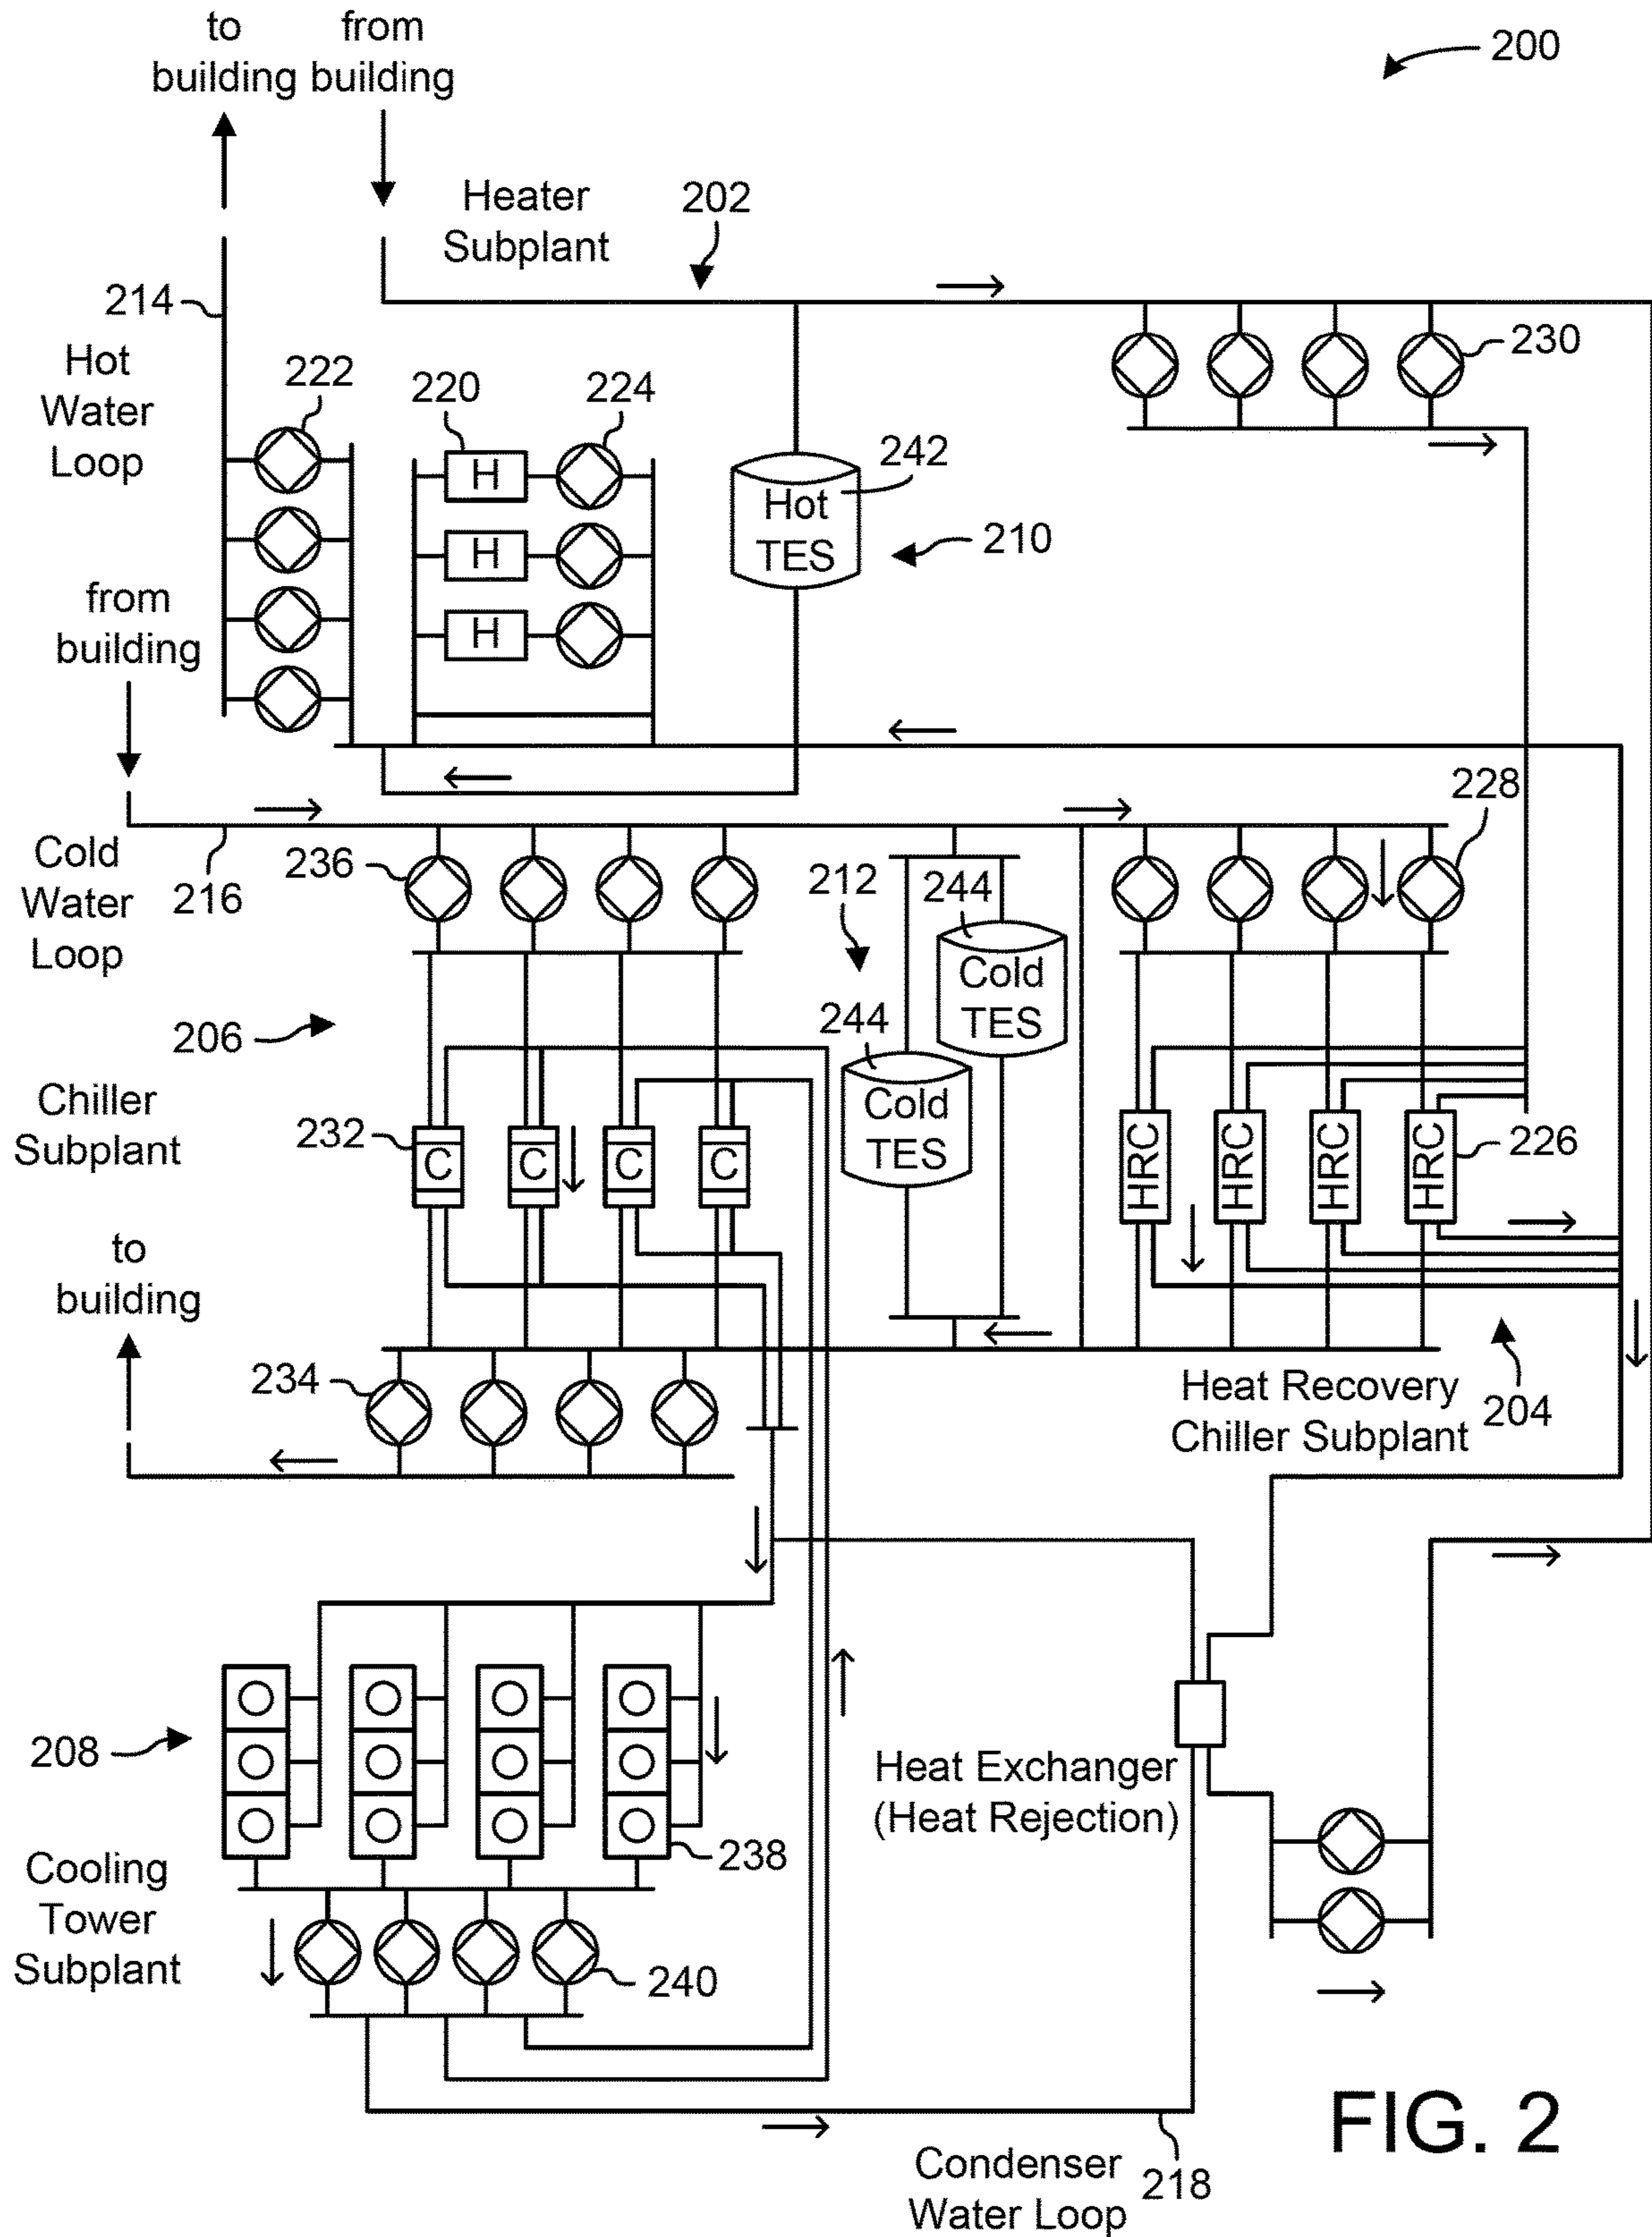 to
building
from
building
200
Heater
Subplant
202
214
Hot
Water
Loop
222
220
224
230
H
H
H
Hot
TES
242
210
from
building
228
Cold
Water
Loop
216
236
212
244
Cold
TES
244
Cold
TES
206
Chiller
Subplant
232
C
C
C
C
HRC
HRC
HRC
HRC
226
to
building
234
Heat Recovery
Chiller Subplant
204
208
238
Heat Exchanger
(Heat Rejection)
Cooling
Tower
Subplant
240
Condenser
Water Loop
218
FIG. 2